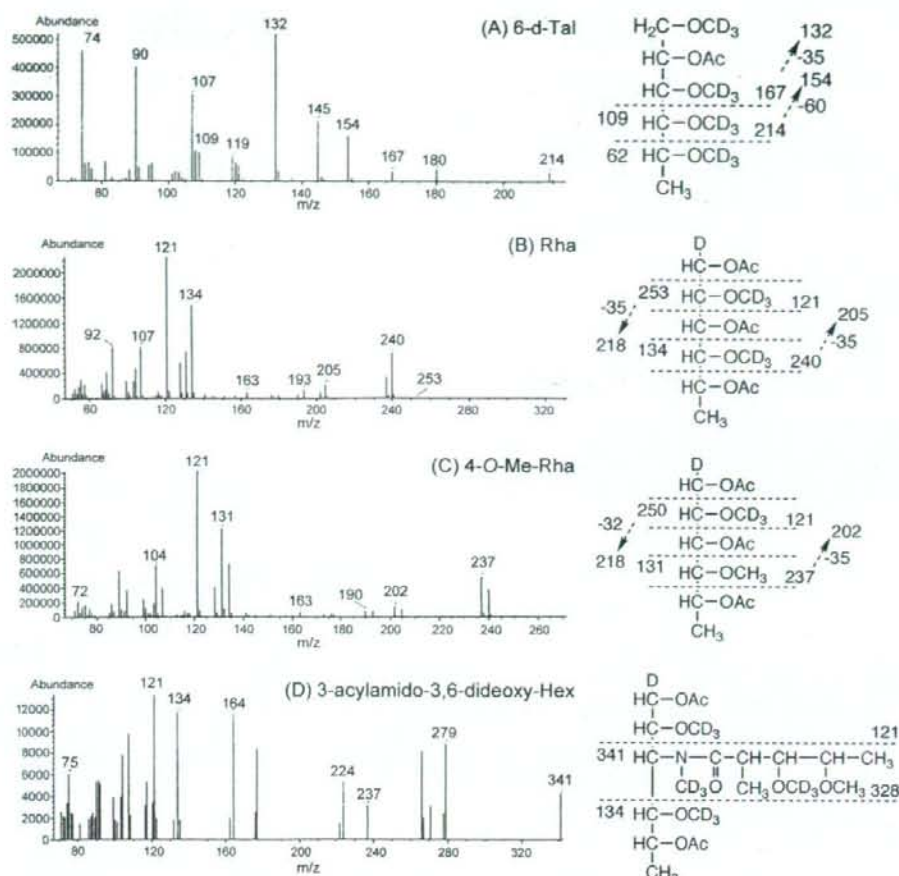 Abundance
(A) 6-d-Tal
500000
400000
300000
200000
100000
0
74
90
107
109
119
132
145
154
167
180
214
80 100 120 140 160 180 200
m/z
H₂C–OCD₃
HC–OAc
HC–OCD₃
HC–OCD₃
HC–OCD₃
CH₃
132
-35
167
154
-60
109
214
62
Abundance
(B) Rha
2000000
1600000
1200000
800000
400000
0
92
107
121
134
163
193
205
240
253
60 80 120 160 200 240 280 320
m/z
D
HC–OAc
HC–OCD₃
HC–OAc
HC–OCD₃
HC–OAc
CH₃
253
-35
218
121
134
240
205
-35
Abundance
(C) 4-O-Me-Rha
2000000
1800000
1600000
1400000
1200000
1000000
800000
600000
400000
200000
0
72
104
121
131
163
190
202
237
80 100 120 140 160 180 200 220 240 260
m/z
D
HC–OAc
HC–OCD₃
HC–OAc
HC–OCH₃
HC–OAc
CH₃
250
-32
218
121
131
237
202
-35
Abundance
(D) 3-acylamido-3,6-dideoxy-Hex
12000
10000
8000
6000
4000
2000
0
75
121
134
164
224
237
279
341
80 120 160 200 240 280 320
m/z
D
HC–OAc
HC–OCD₃
121
341 HC–N–C–CH–CH–CH–CH₃
CD₃ O CH₃ OCD₃ OCH₃ 328
134 HC–OCD₃
HC–OAc
CH₃